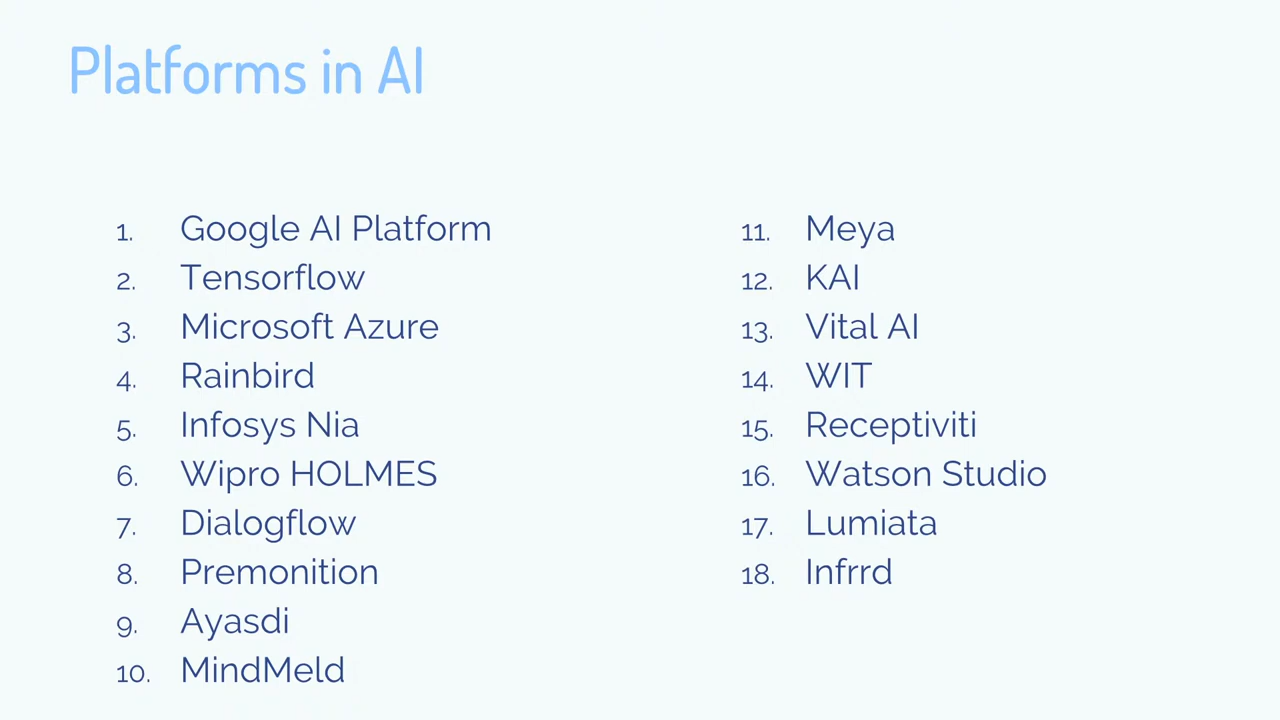 Platforms in AI
1. Google AI Platform
2. Tensorflow
3. Microsoft Azure
4. Rainbird
5. Infosys Nia
6. Wipro HOLMES
7. Dialogflow
8. Premonition
9. Ayasdi
10. MindMeld
11. Meya
12. KAI
13. Vital AI
14. WIT
15. Receptiviti
16. Watson Studio
17. Lumiata
18. Infrrd